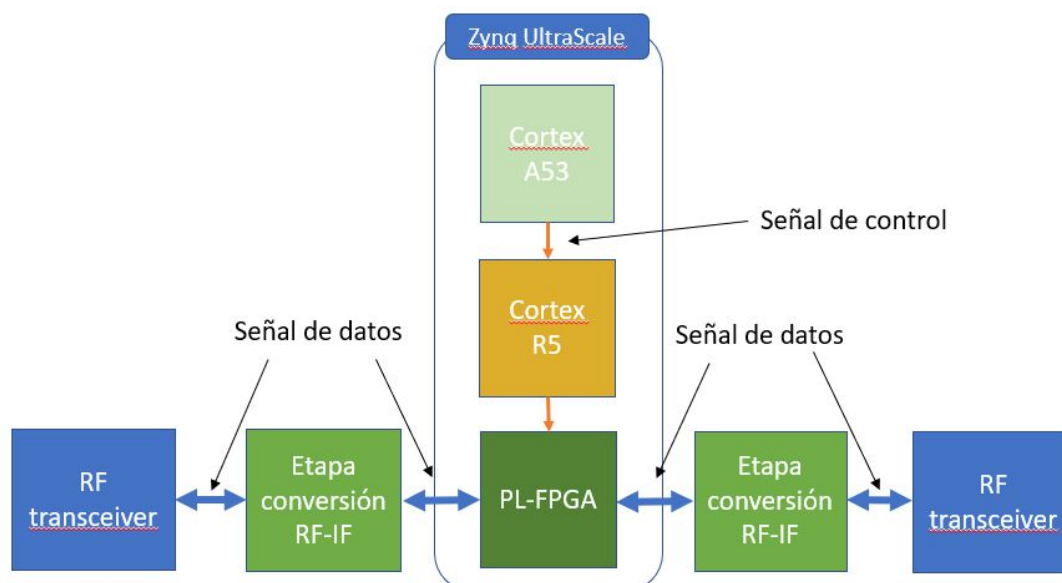 Zynq UltraScale
Cortex
A53
Señal de control
Cortex
R5
Señal de datos
Señal de datos
RF
transceiver
Etapa
conversión
RF-IF
PL-FPGA
Etapa
conversión
RF-IF
RF
transceiver